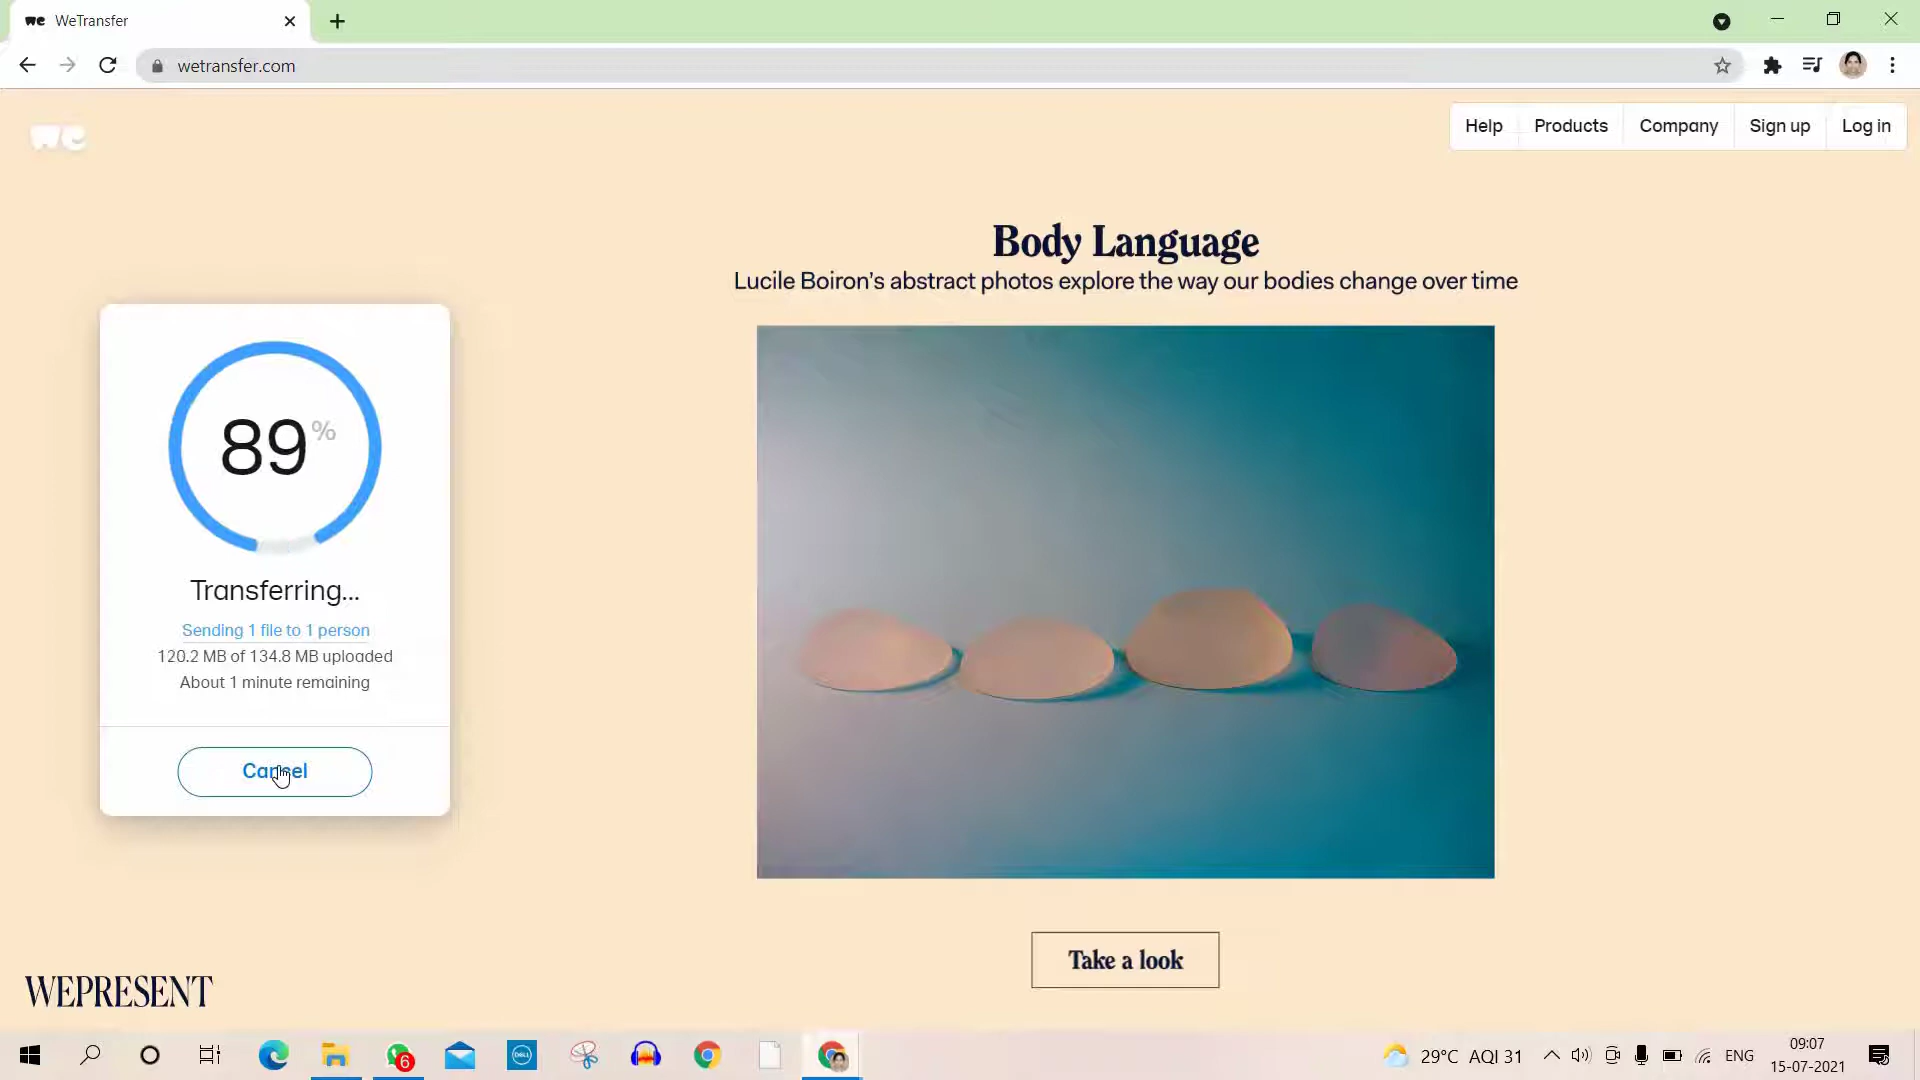 WeTransfer
wetransfer.com
we
Help
Products
Company
Sign up
Log in
Body Language
Lucile Boiron's abstract photos explore the way our bodies change over time
89%
Transferring...
Sending 1 file to 1 person
120.2 MB of 134.8 MB uploaded
About 1 minute remaining
Cancel
Take a look
WEPRESENT
6
DELL
29°C AQI 31
ENG
09:07
15-07-2021